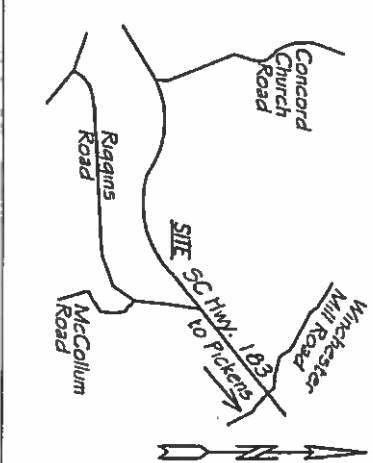 Concord
Church
Road
Riggins
Road
SITE
SC HWY. 183
to Pickens
Winchester
Mill Road
McCollum
Road
N